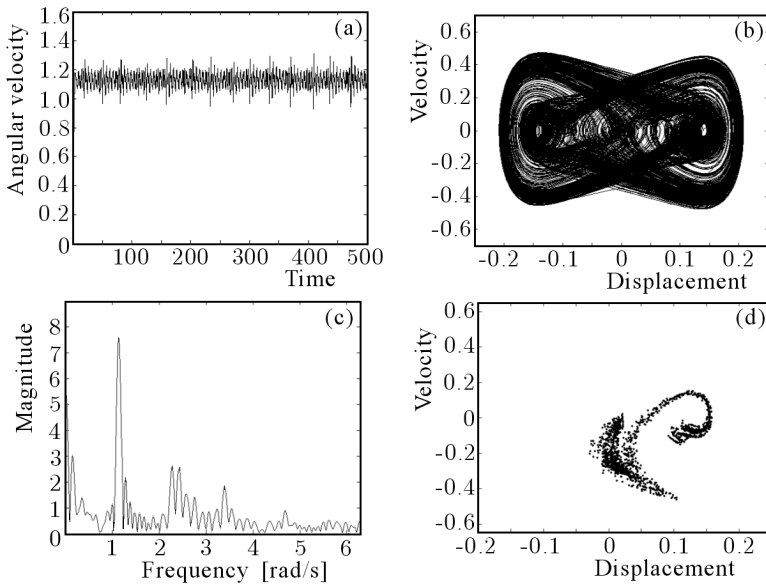 (a)
Angular velocity
1.6
1.4
1.2
1.0
0.8
0.6
0.4
0.2
0
100 200 300 400 500
Time
(b)
Velocity
0.6
0.4
0.2
0
-0.2
-0.4
-0.6
-0.2 -0.1 0 0.1 0.2
Displacement
(c)
Magnitude
8
7
6
5
4
3
2
1
0
1 2 3 4 5 6
Frequency [rad/s]
(d)
Velocity
0.6
0.4
0.2
0
-0.2
-0.4
-0.6
-0.2 -0.1 0 0.1 0.2
Displacement